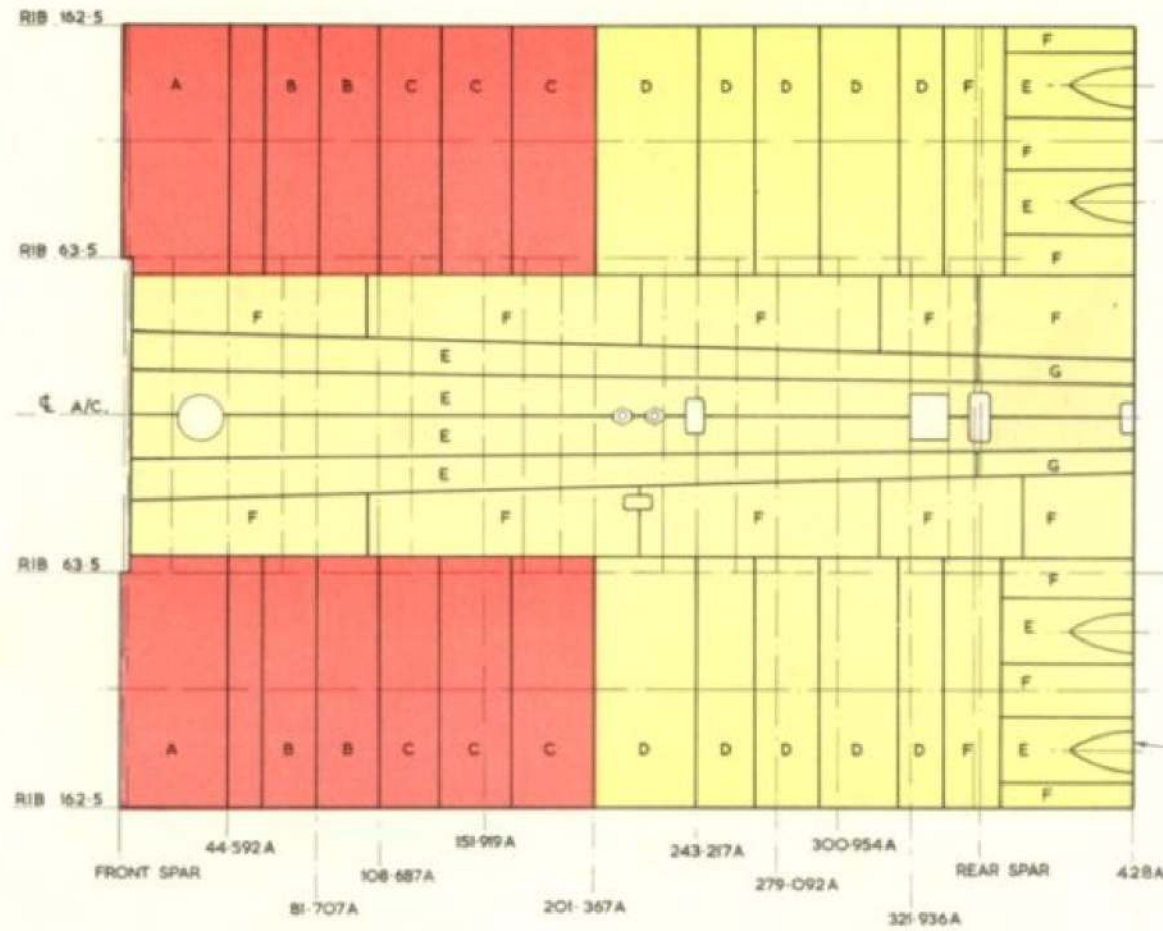 RIB 162·5
F
A B B C C C D D D D D F E
F
E
RIB 63·5
F
F F F F F
E
G
E
℄ A/C.
E
G
E
F F F F F
RIB 63·5
F
E
F
A B B C C C D D D D D F E
F
RIB 162·5
44·592A 151·919A 243·217A 300·954A
FRONT SPAR 108·687A 279·092A REAR SPAR 428A
81·707A 201·367A 321·936A